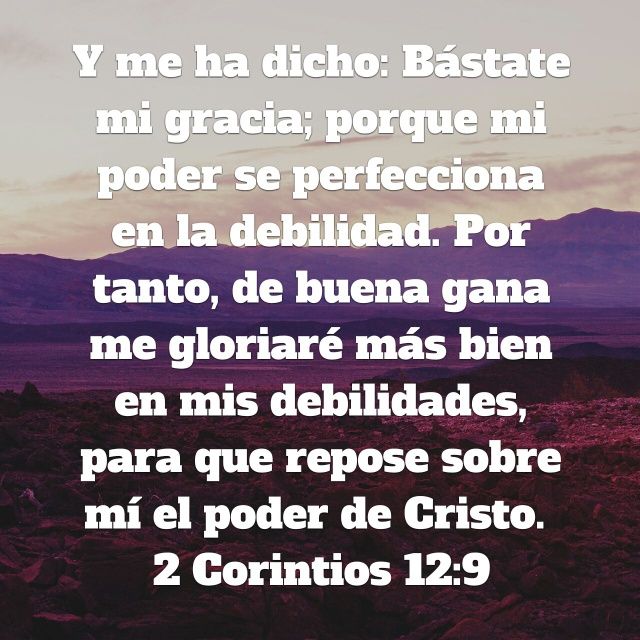 Y me ha dicho: Bástate
mi gracia; porque mi
poder se perfecciona
en la debilidad. Por
tanto, de buena gana
me gloriaré más bien
en mis debilidades,
para que repose sobre
mí el poder de Cristo.
2 Corintios 12:9